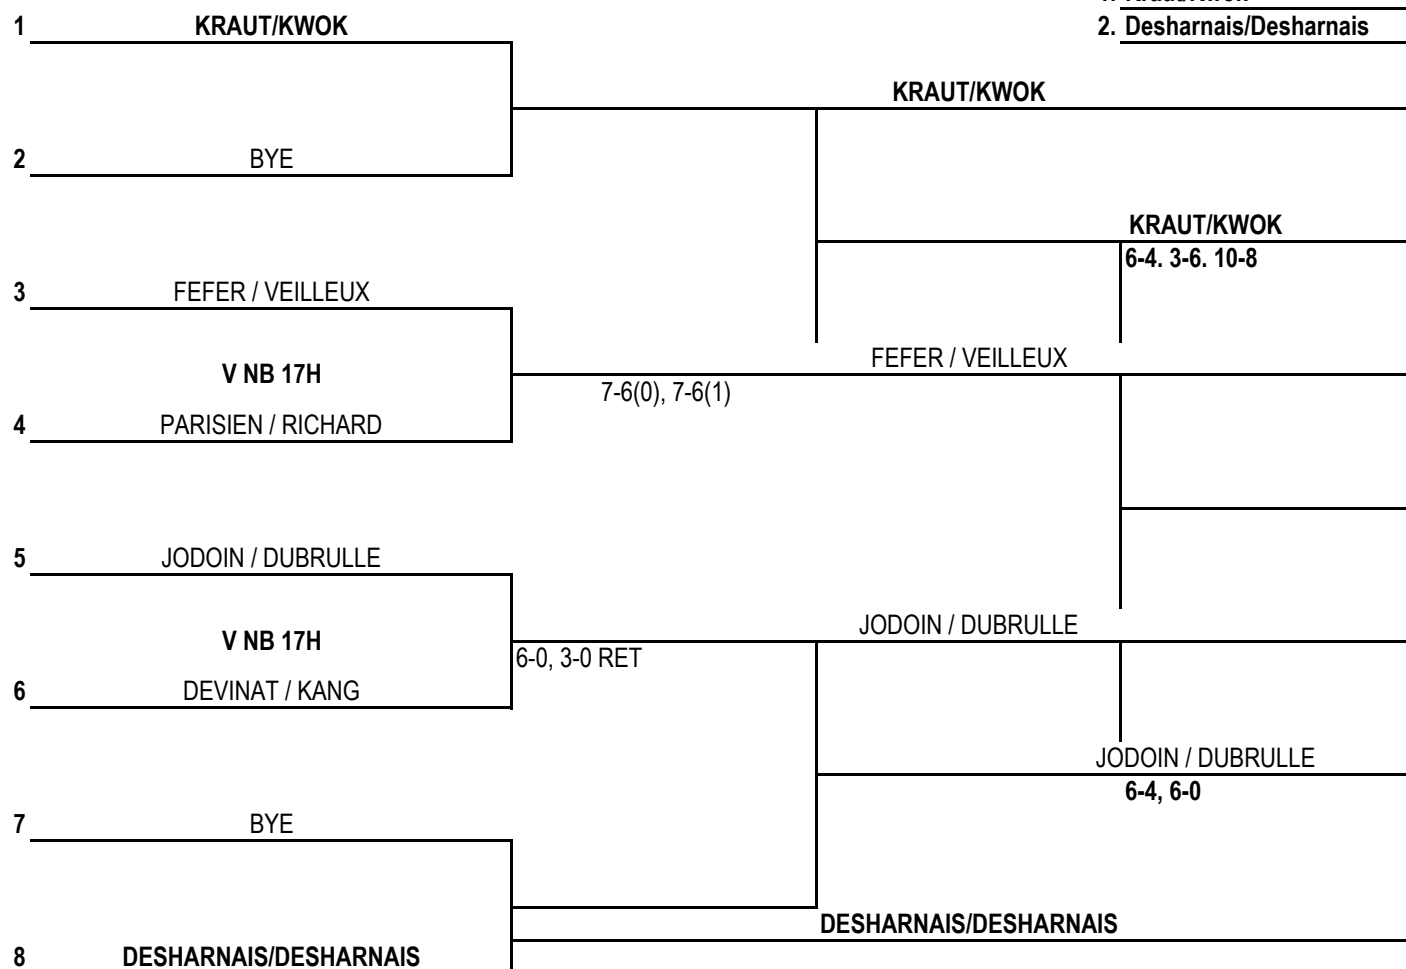 1 KRAUT/KWOK
2. Desharnais/Desharnais
KRAUT/KWOK
2 BYE
KRAUT/KWOK
6-4. 3-6. 10-8
3 FEFER / VEILLEUX
FEFER / VEILLEUX
V NB 17H
7-6(0), 7-6(1)
4 PARISIEN / RICHARD
5 JODOIN / DUBRULLE
JODOIN / DUBRULLE
V NB 17H
6-0, 3-0 RET
6 DEVINAT / KANG
JODOIN / DUBRULLE
6-4, 6-0
7 BYE
DESHARNAIS/DESHARNAIS
8 DESHARNAIS/DESHARNAIS